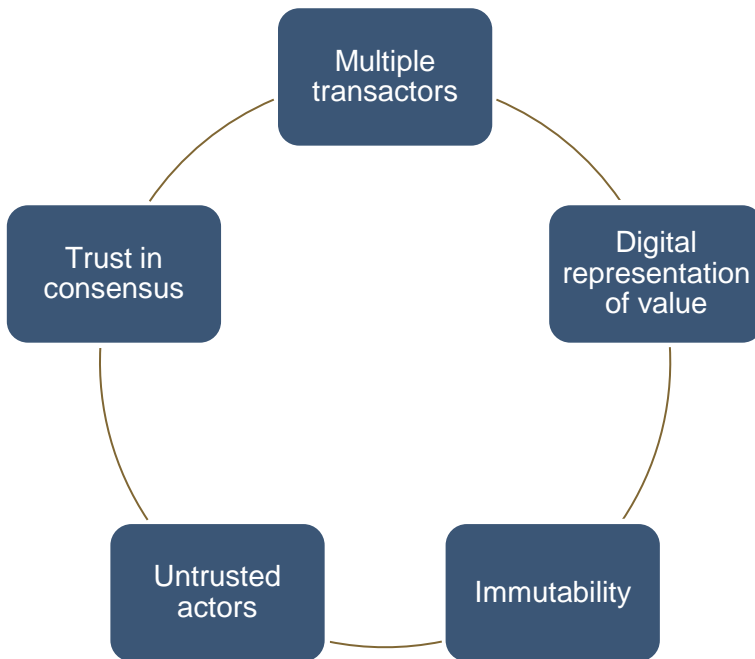 Multiple
transactors
Digital
representation
of value
Immutability
Untrusted
actors
Trust in
consensus